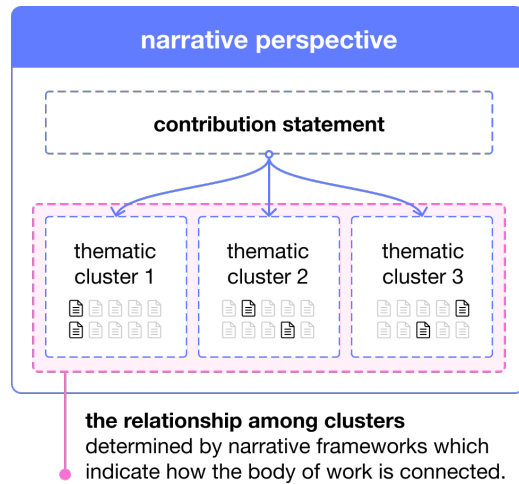 narrative perspective
contribution statement
thematic
cluster 1
thematic
cluster 2
thematic
cluster 3
the relationship among clusters
determined by narrative frameworks which
indicate how the body of work is connected.